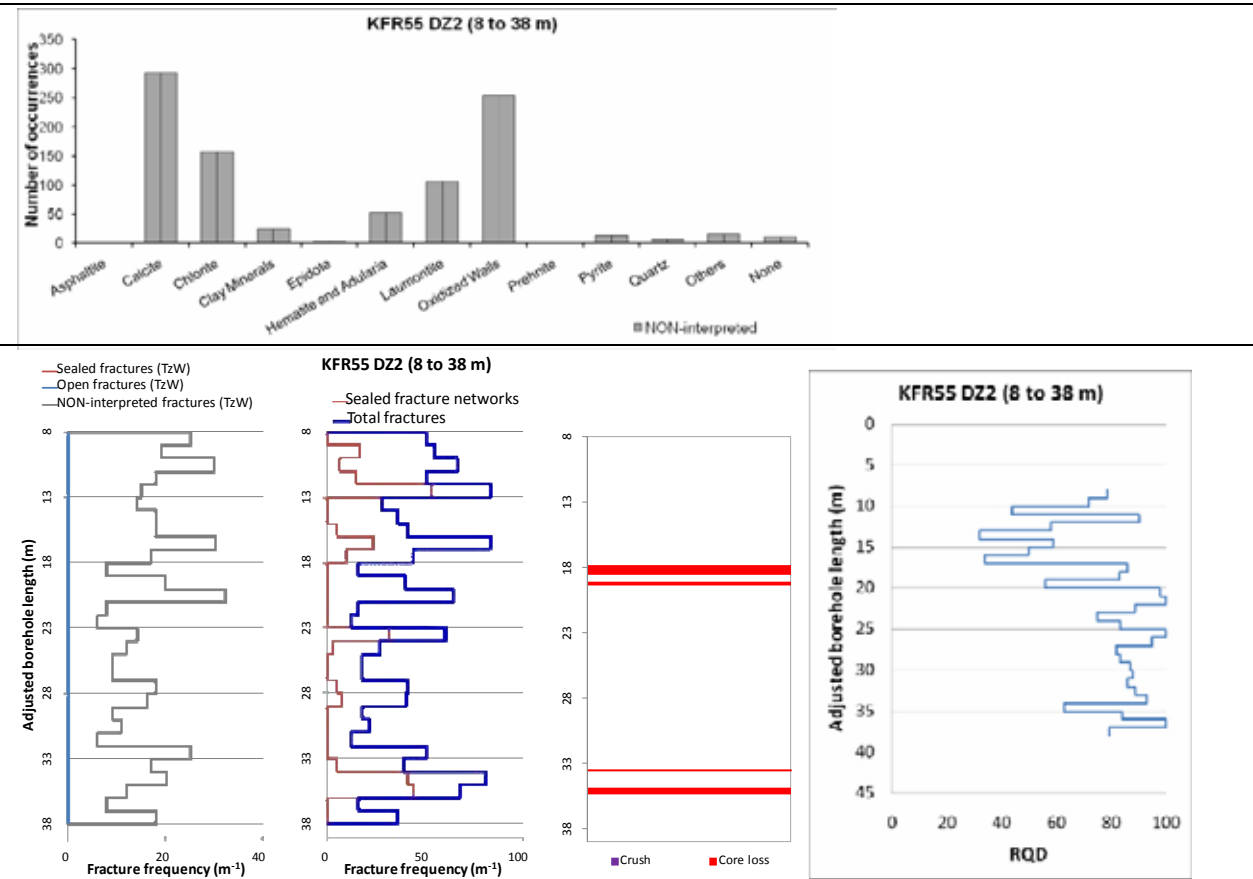 KFR55 DZ2 (8 to 38 m)
Number of occurrences
350
300
250
200
150
100
50
0
Asphaltite
Calcite
Chlorite
Clay Minerals
Epidote
Hematite and Adularia
Laumontite
Oxidized Walls
Prehnite
Pyrite
Quartz
Others
None
NON-interpreted
Sealed fractures (TzW)
Open fractures (TzW)
NON-interpreted fractures (TzW)
Adjusted borehole length (m)
8
13
18
23
28
33
38
0 20 40
Fracture frequency (m⁻¹)
KFR55 DZ2 (8 to 38 m)
Sealed fracture networks
Total fractures
8
13
18
23
28
33
38
0 50 100
Fracture frequency (m⁻¹)
8
13
18
23
28
33
38
Crush Core loss
KFR55 DZ2 (8 to 38 m)
Adjusted borehole length (m)
0
5
10
15
20
25
30
35
40
45
0 20 40 60 80 100
RQD